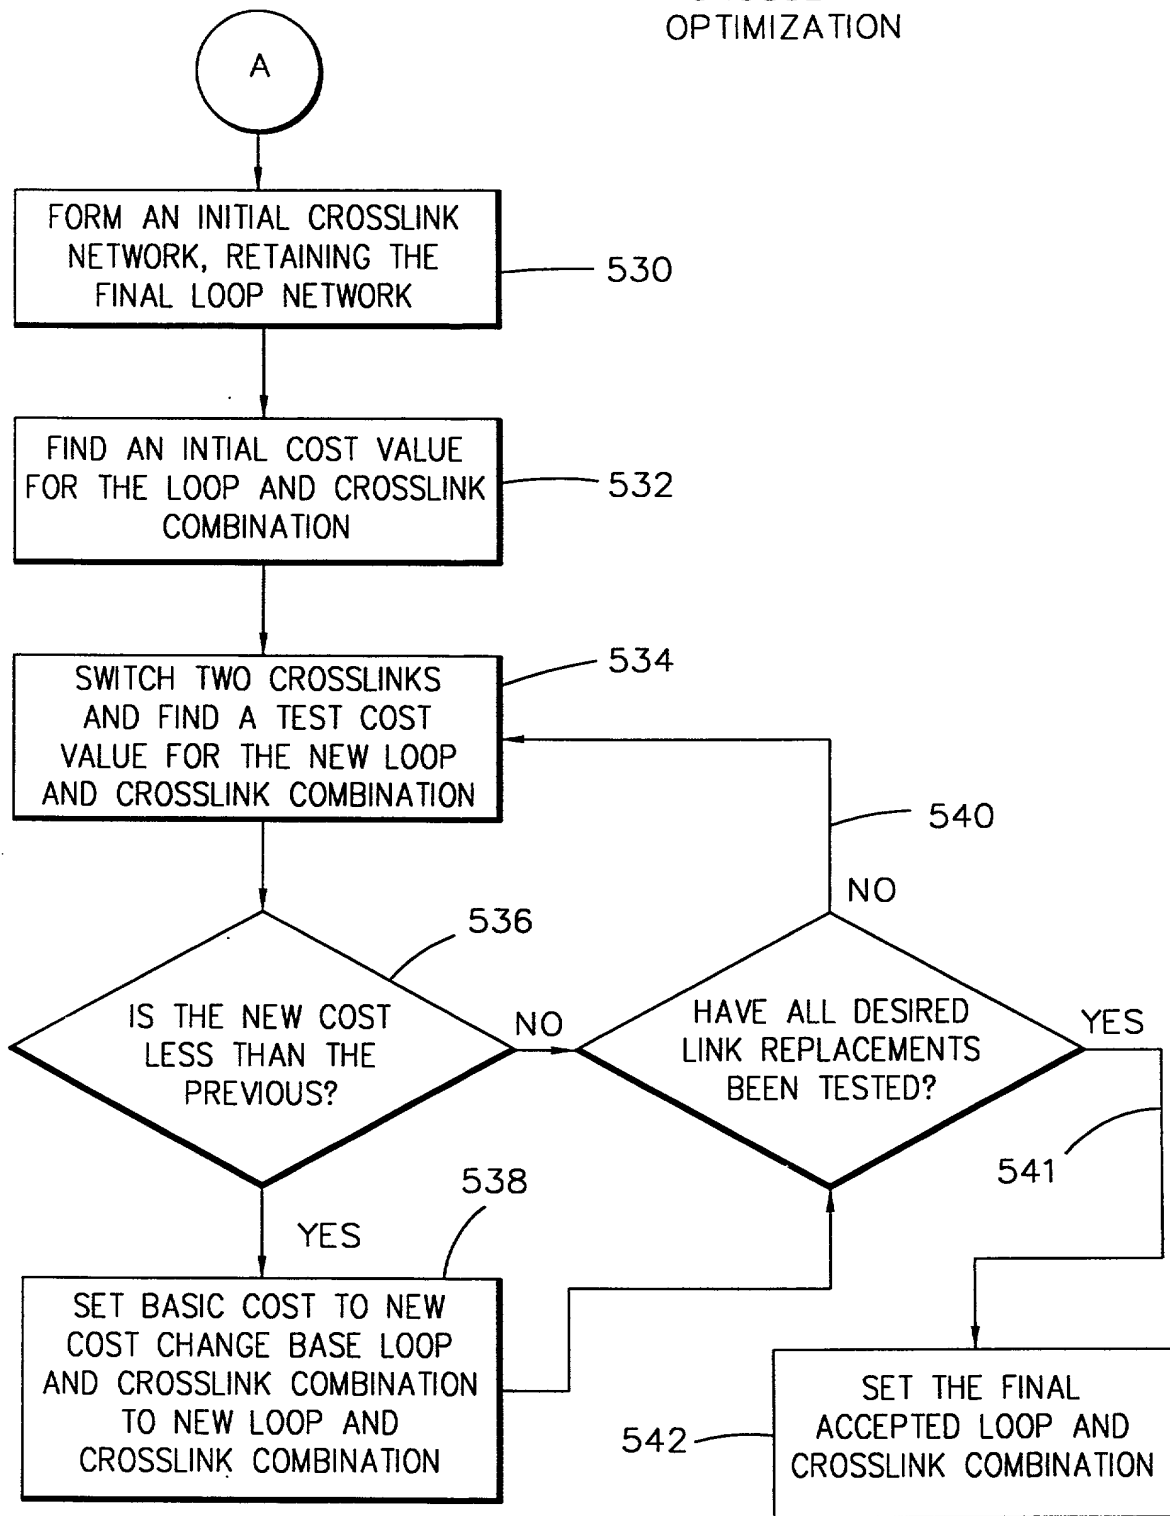 OPTIMIZATION
A
FORM AN INITIAL CROSSLINK
NETWORK, RETAINING THE
FINAL LOOP NETWORK
530
FIND AN INTIAL COST VALUE
FOR THE LOOP AND CROSSLINK
COMBINATION
532
SWITCH TWO CROSSLINKS
AND FIND A TEST COST
VALUE FOR THE NEW LOOP
AND CROSSLINK COMBINATION
534
540
NO
536
IS THE NEW COST
LESS THAN THE
PREVIOUS?
NO
HAVE ALL DESIRED
LINK REPLACEMENTS
BEEN TESTED?
YES
541
YES
538
SET BASIC COST TO NEW
COST CHANGE BASE LOOP
AND CROSSLINK COMBINATION
TO NEW LOOP AND
CROSSLINK COMBINATION
SET THE FINAL
ACCEPTED LOOP AND
CROSSLINK COMBINATION
542